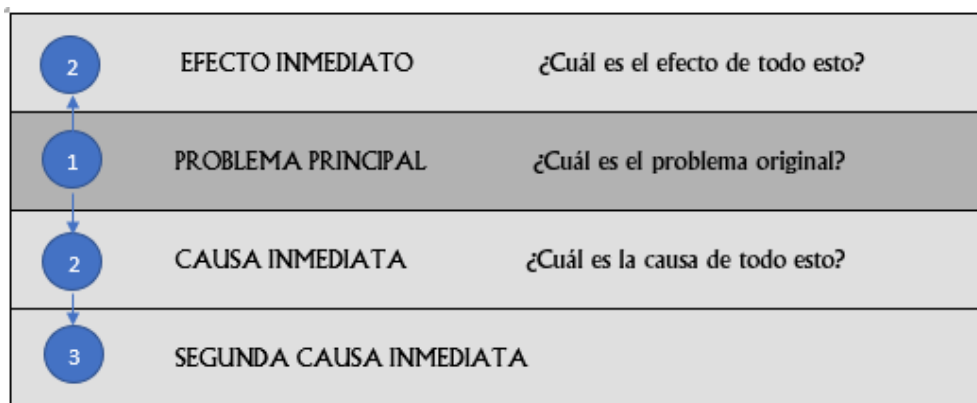 2 EFECTO INMEDIATO ¿Cuál es el efecto de todo esto?
1 PROBLEMA PRINCIPAL ¿Cuál es el problema original?
2 CAUSA INMEDIATA ¿Cuál es la causa de todo esto?
3 SEGUNDA CAUSA INMEDIATA